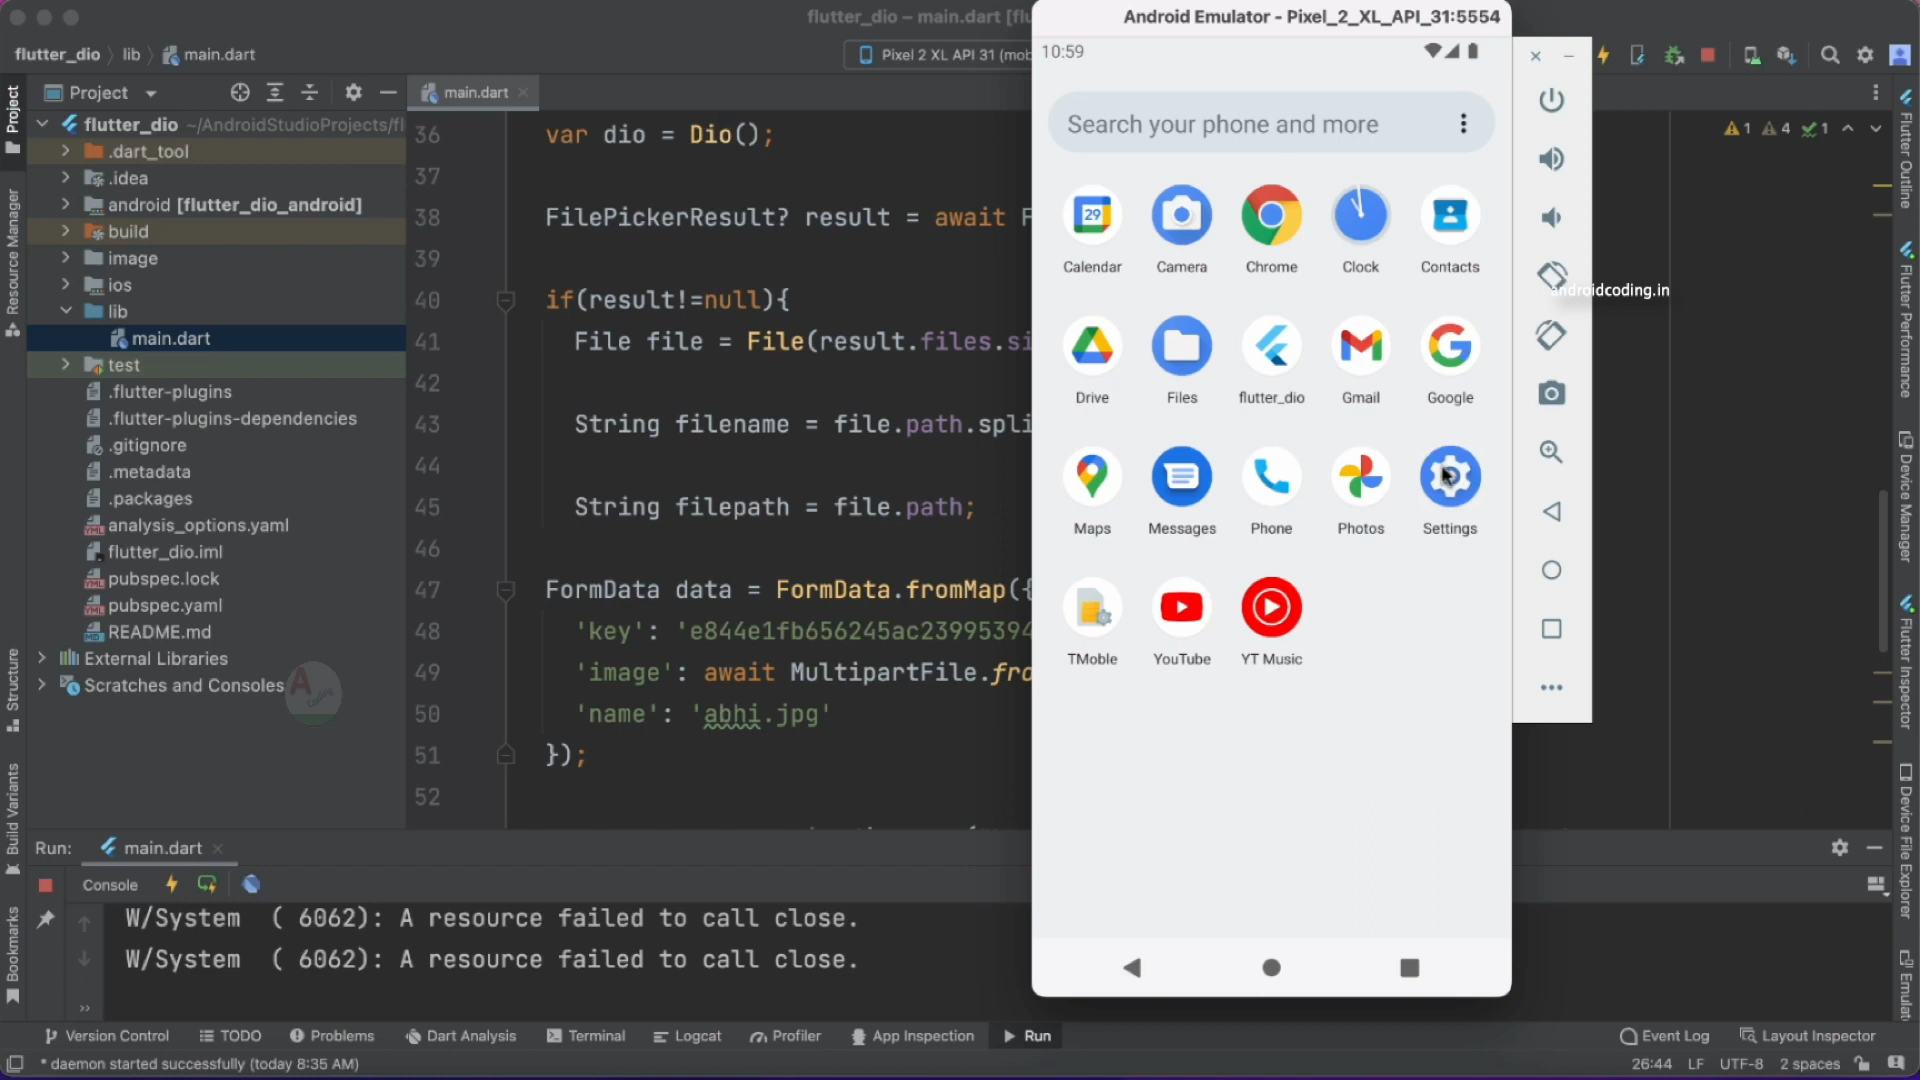 flutter_dio – main.dart [flu
Android Emulator - Pixel_2_XL_API_31:5554
flutter_dio
lib
main.dart
Pixel 2 XL API 31 (mob
10:59
Project
main.dart
Search your phone and more
flutter_dio ~/AndroidStudioProjects/fl
.dart_tool
.idea
android [flutter_dio_android]
build
image
ios
lib
main.dart
test
.flutter-plugins
.flutter-plugins-dependencies
.gitignore
.metadata
.packages
analysis_options.yaml
flutter_dio.iml
pubspec.lock
pubspec.yaml
README.md
External Libraries
Scratches and Consoles
Project
Resource Manager
Structure
Build Variants
Bookmarks
36 var dio = Dio();
37
38 FilePickerResult? result = await F
39
40 if(result!=null){
41 File file = File(result.files.si
42
43 String filename = file.path.spli
44
45 String filepath = file.path;
46
47 FormData data = FormData.fromMap({
48 'key': 'e844e1fb656245ac23995394
49 'image': await MultipartFile.fro
50 'name': 'abhi.jpg'
51 });
52
29
Calendar
Camera
Chrome
Clock
Contacts
Drive
Files
flutter_dio
Gmail
Google
Maps
Messages
Phone
Photos
Settings
TMoble
YouTube
YT Music
androidcoding.in
1 4 1
Flutter Outline
Flutter Performance
Device Manager
Flutter Inspector
Device File Explorer
Emulat
Run:
main.dart
Console
W/System ( 6062): A resource failed to call close.
W/System ( 6062): A resource failed to call close.
Version Control
TODO
Problems
Dart Analysis
Terminal
Logcat
Profiler
App Inspection
Run
Event Log
Layout Inspector
* daemon started successfully (today 8:35 AM)
26:44 LF UTF-8 2 spaces